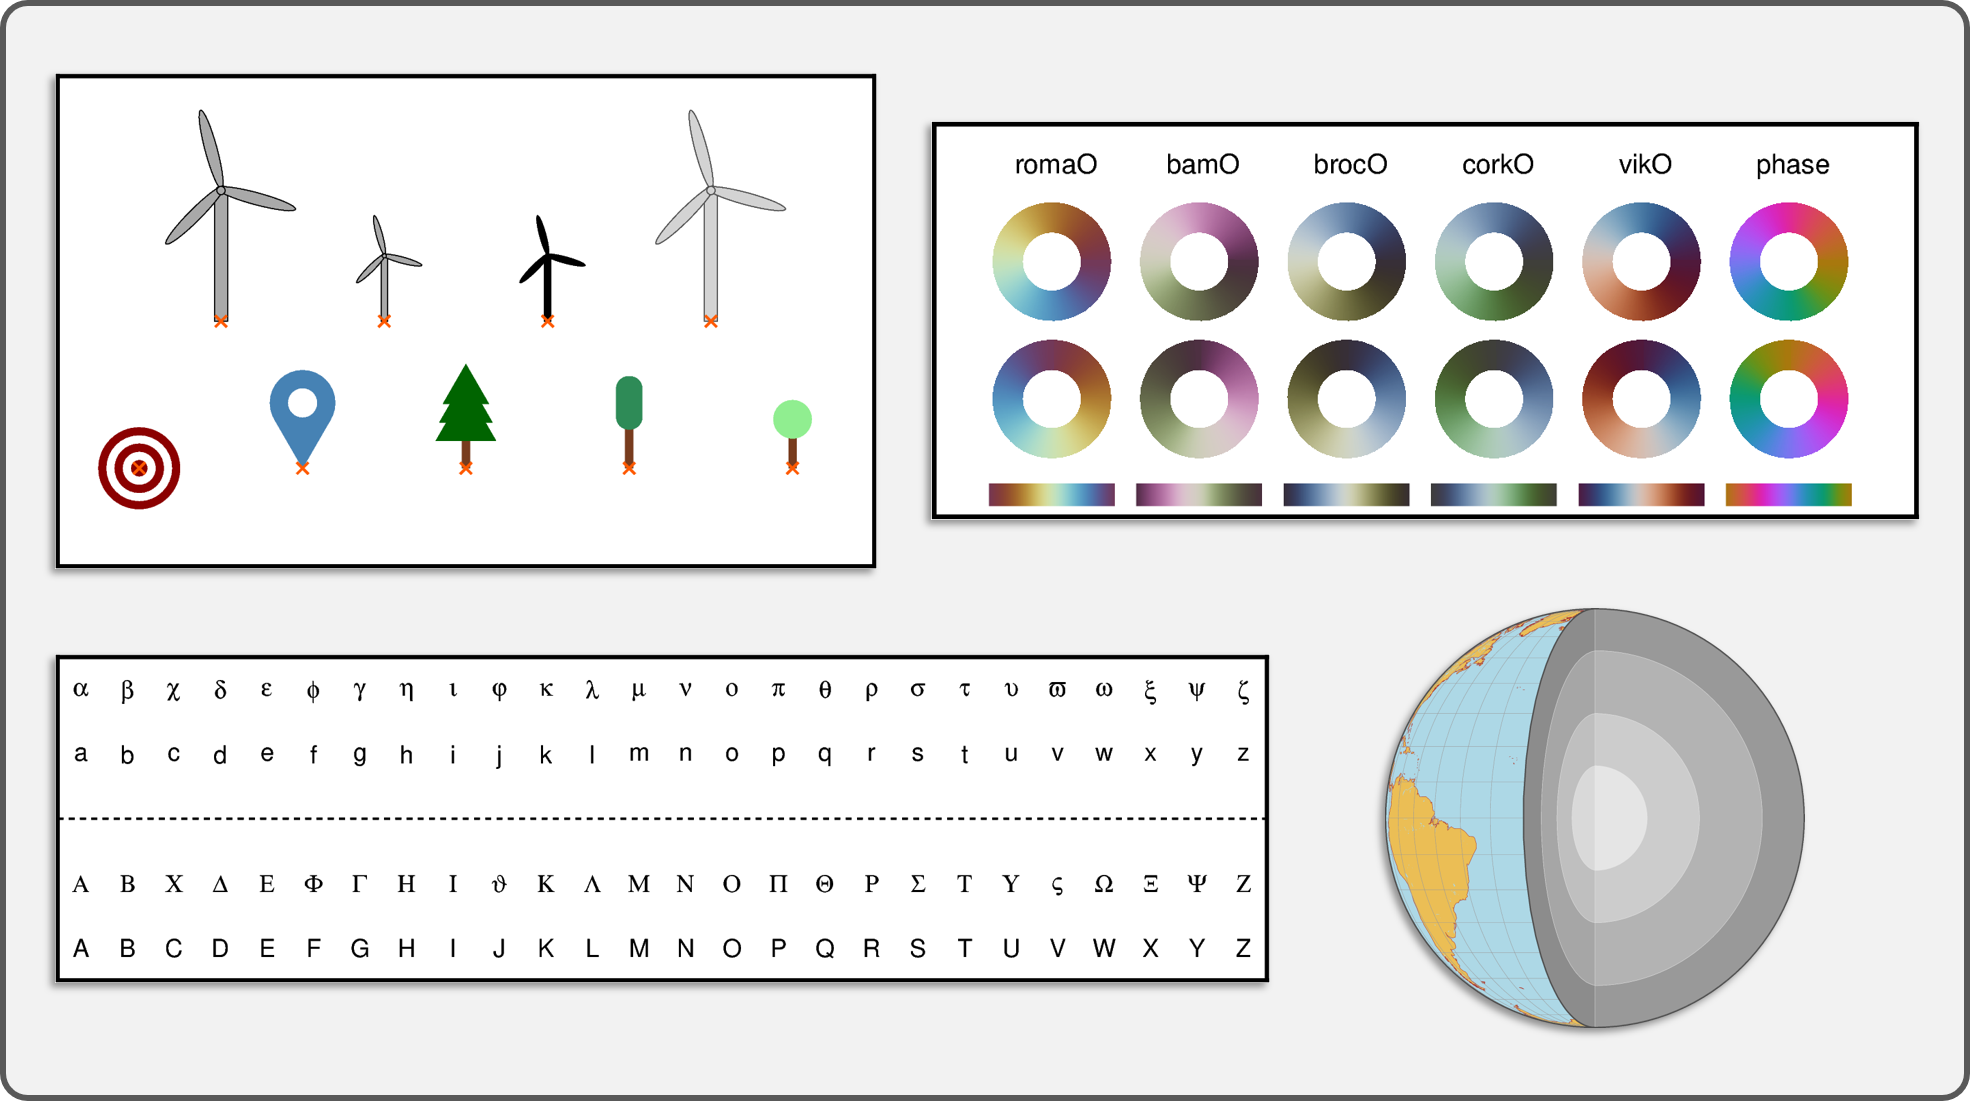 romaO bamO brocO corkO vikO phase
α β χ δ ε ϕ γ η ι φ κ λ μ ν ο π θ ρ σ τ υ ϖ ω ξ ψ ζ
a b c d e f g h i j k l m n o p q r s t u v w x y z
Α Β Χ Δ Ε Φ Γ Η Ι ϑ Κ Λ Μ Ν Ο Π Θ Ρ Σ Τ Υ ς Ω Ξ Ψ Ζ
A B C D E F G H I J K L M N O P Q R S T U V W X Y Z